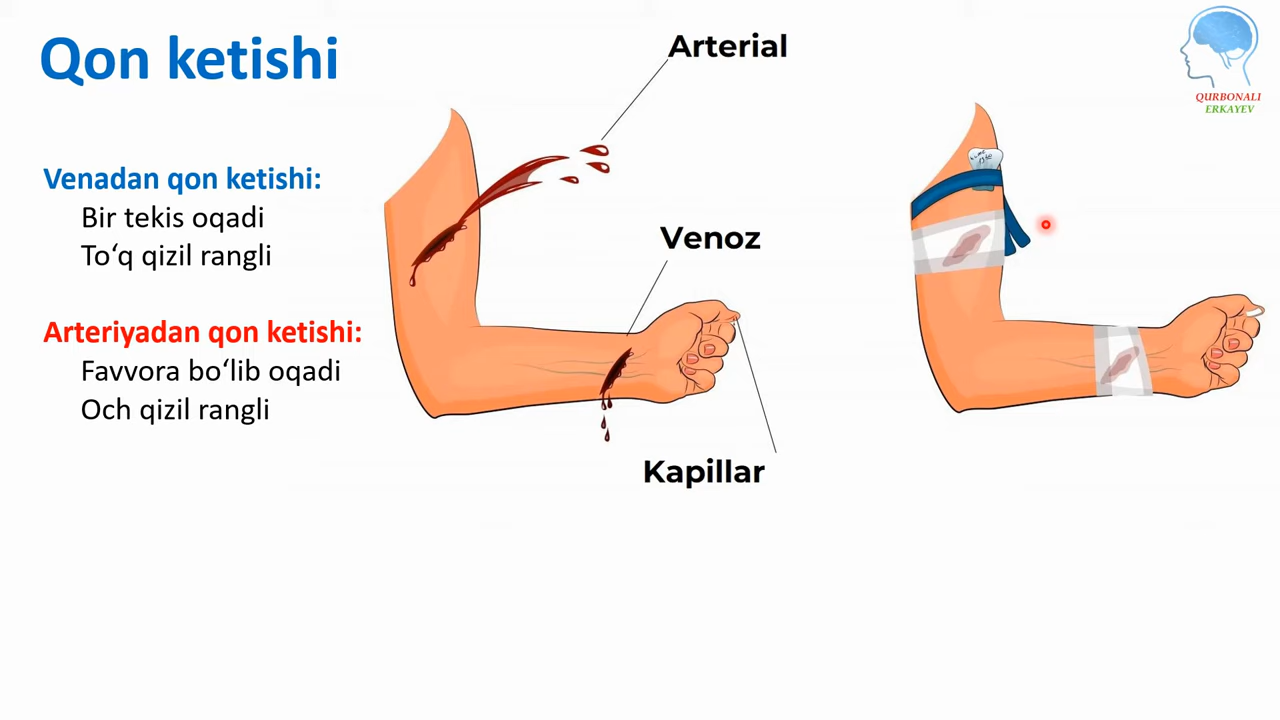 Qon ketishi
Venadan qon ketishi:
Bir tekis oqadi
To‘q qizil rangli
Arteriyadan qon ketishi:
Favvora bo‘lib oqadi
Och qizil rangli
Arterial
Venoz
Kapillar
QURBONALI
ERKAYEV